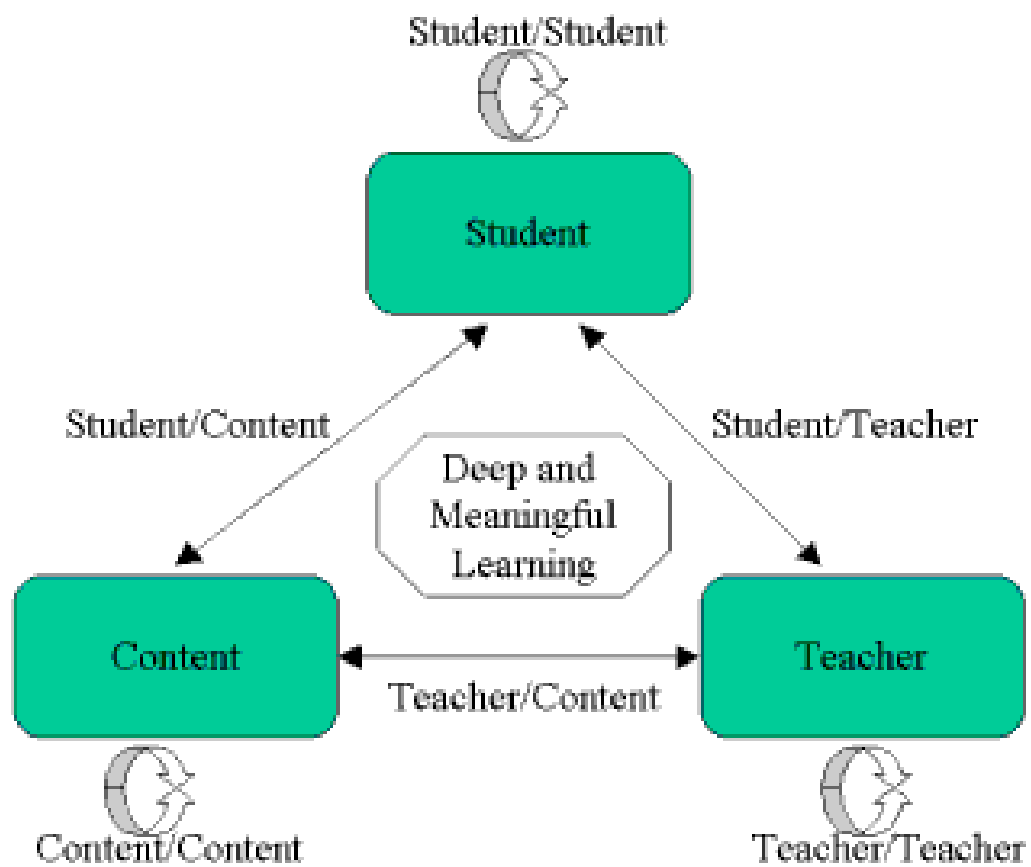 Student/Student
Student
Student/Content
Student/Teacher
Deep and
Meaningful
Learning
Content
Teacher
Teacher/Content
Content/Content
Teacher/Teacher